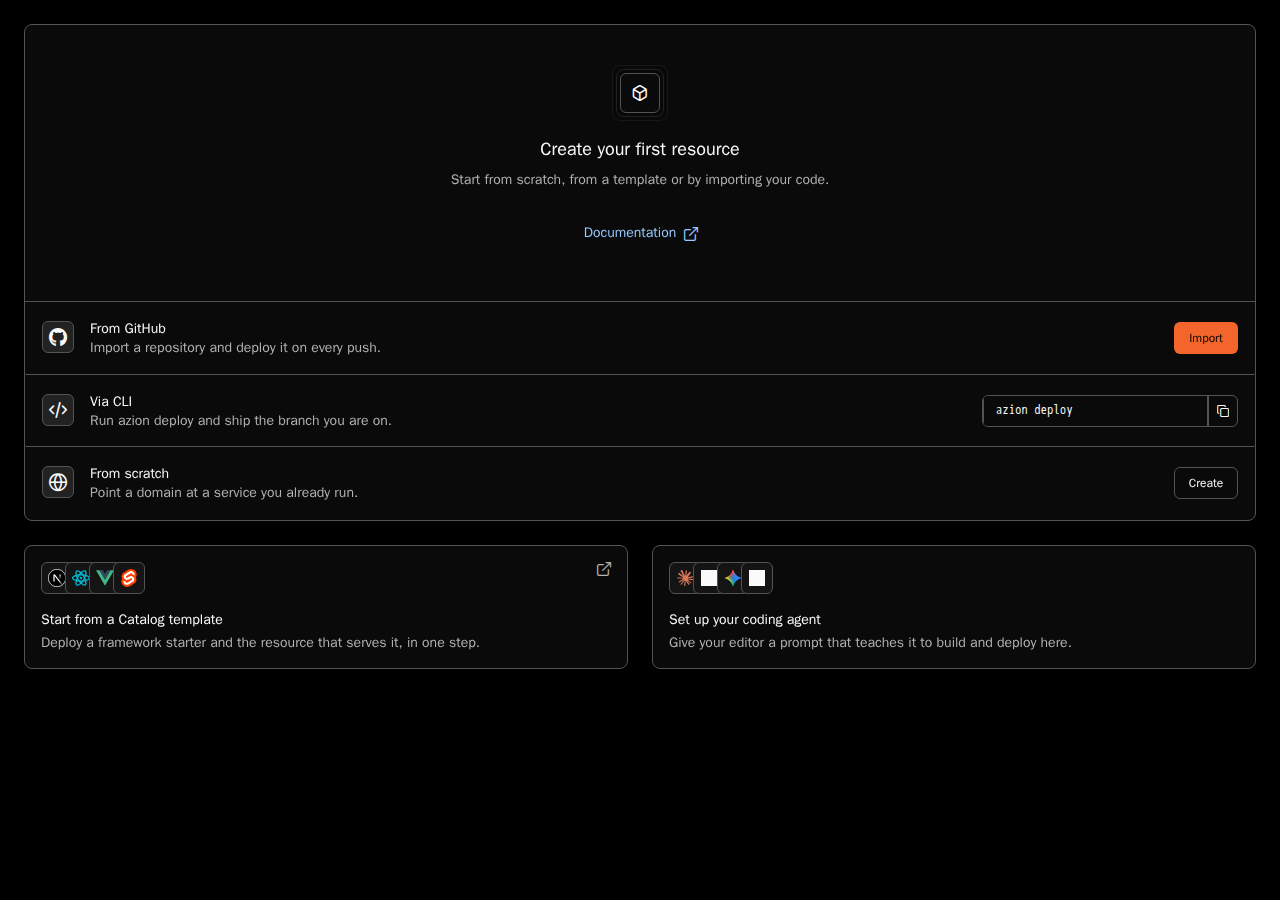 Create your first resource
Start from scratch, from a template or by importing your code.
Documentation
From GitHub
Import a repository and deploy it on every push.
Import
Via CLI
Run azion deploy and ship the branch you are on.
azion deploy
From scratch
Point a domain at a service you already run.
Create
Start from a Catalog template
Deploy a framework starter and the resource that serves it, in one step.
Set up your coding agent
Give your editor a prompt that teaches it to build and deploy here.